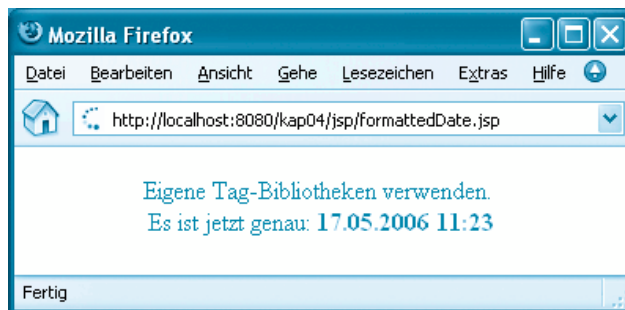 Mozilla Firefox
Datei Bearbeiten Ansicht Gehe Lesezeichen Extras Hilfe
http://localhost:8080/kap04/jsp/formattedDate.jsp
Eigene Tag-Bibliotheken verwenden.
Es ist jetzt genau: 17.05.2006 11:23
Fertig